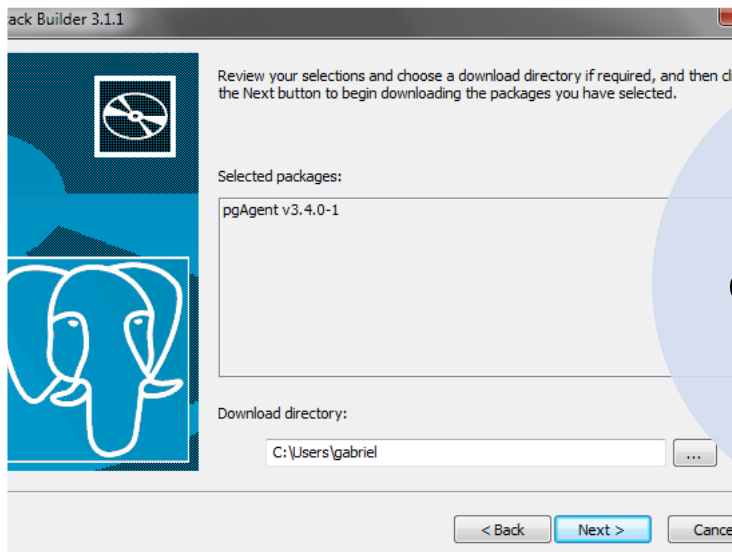 ack Builder 3.1.1
Review your selections and choose a download directory if required, and then cl
the Next button to begin downloading the packages you have selected.
Selected packages:
pgAgent v3.4.0-1
Download directory:
C:\Users\gabriel
...
< Back
Next >
Cance